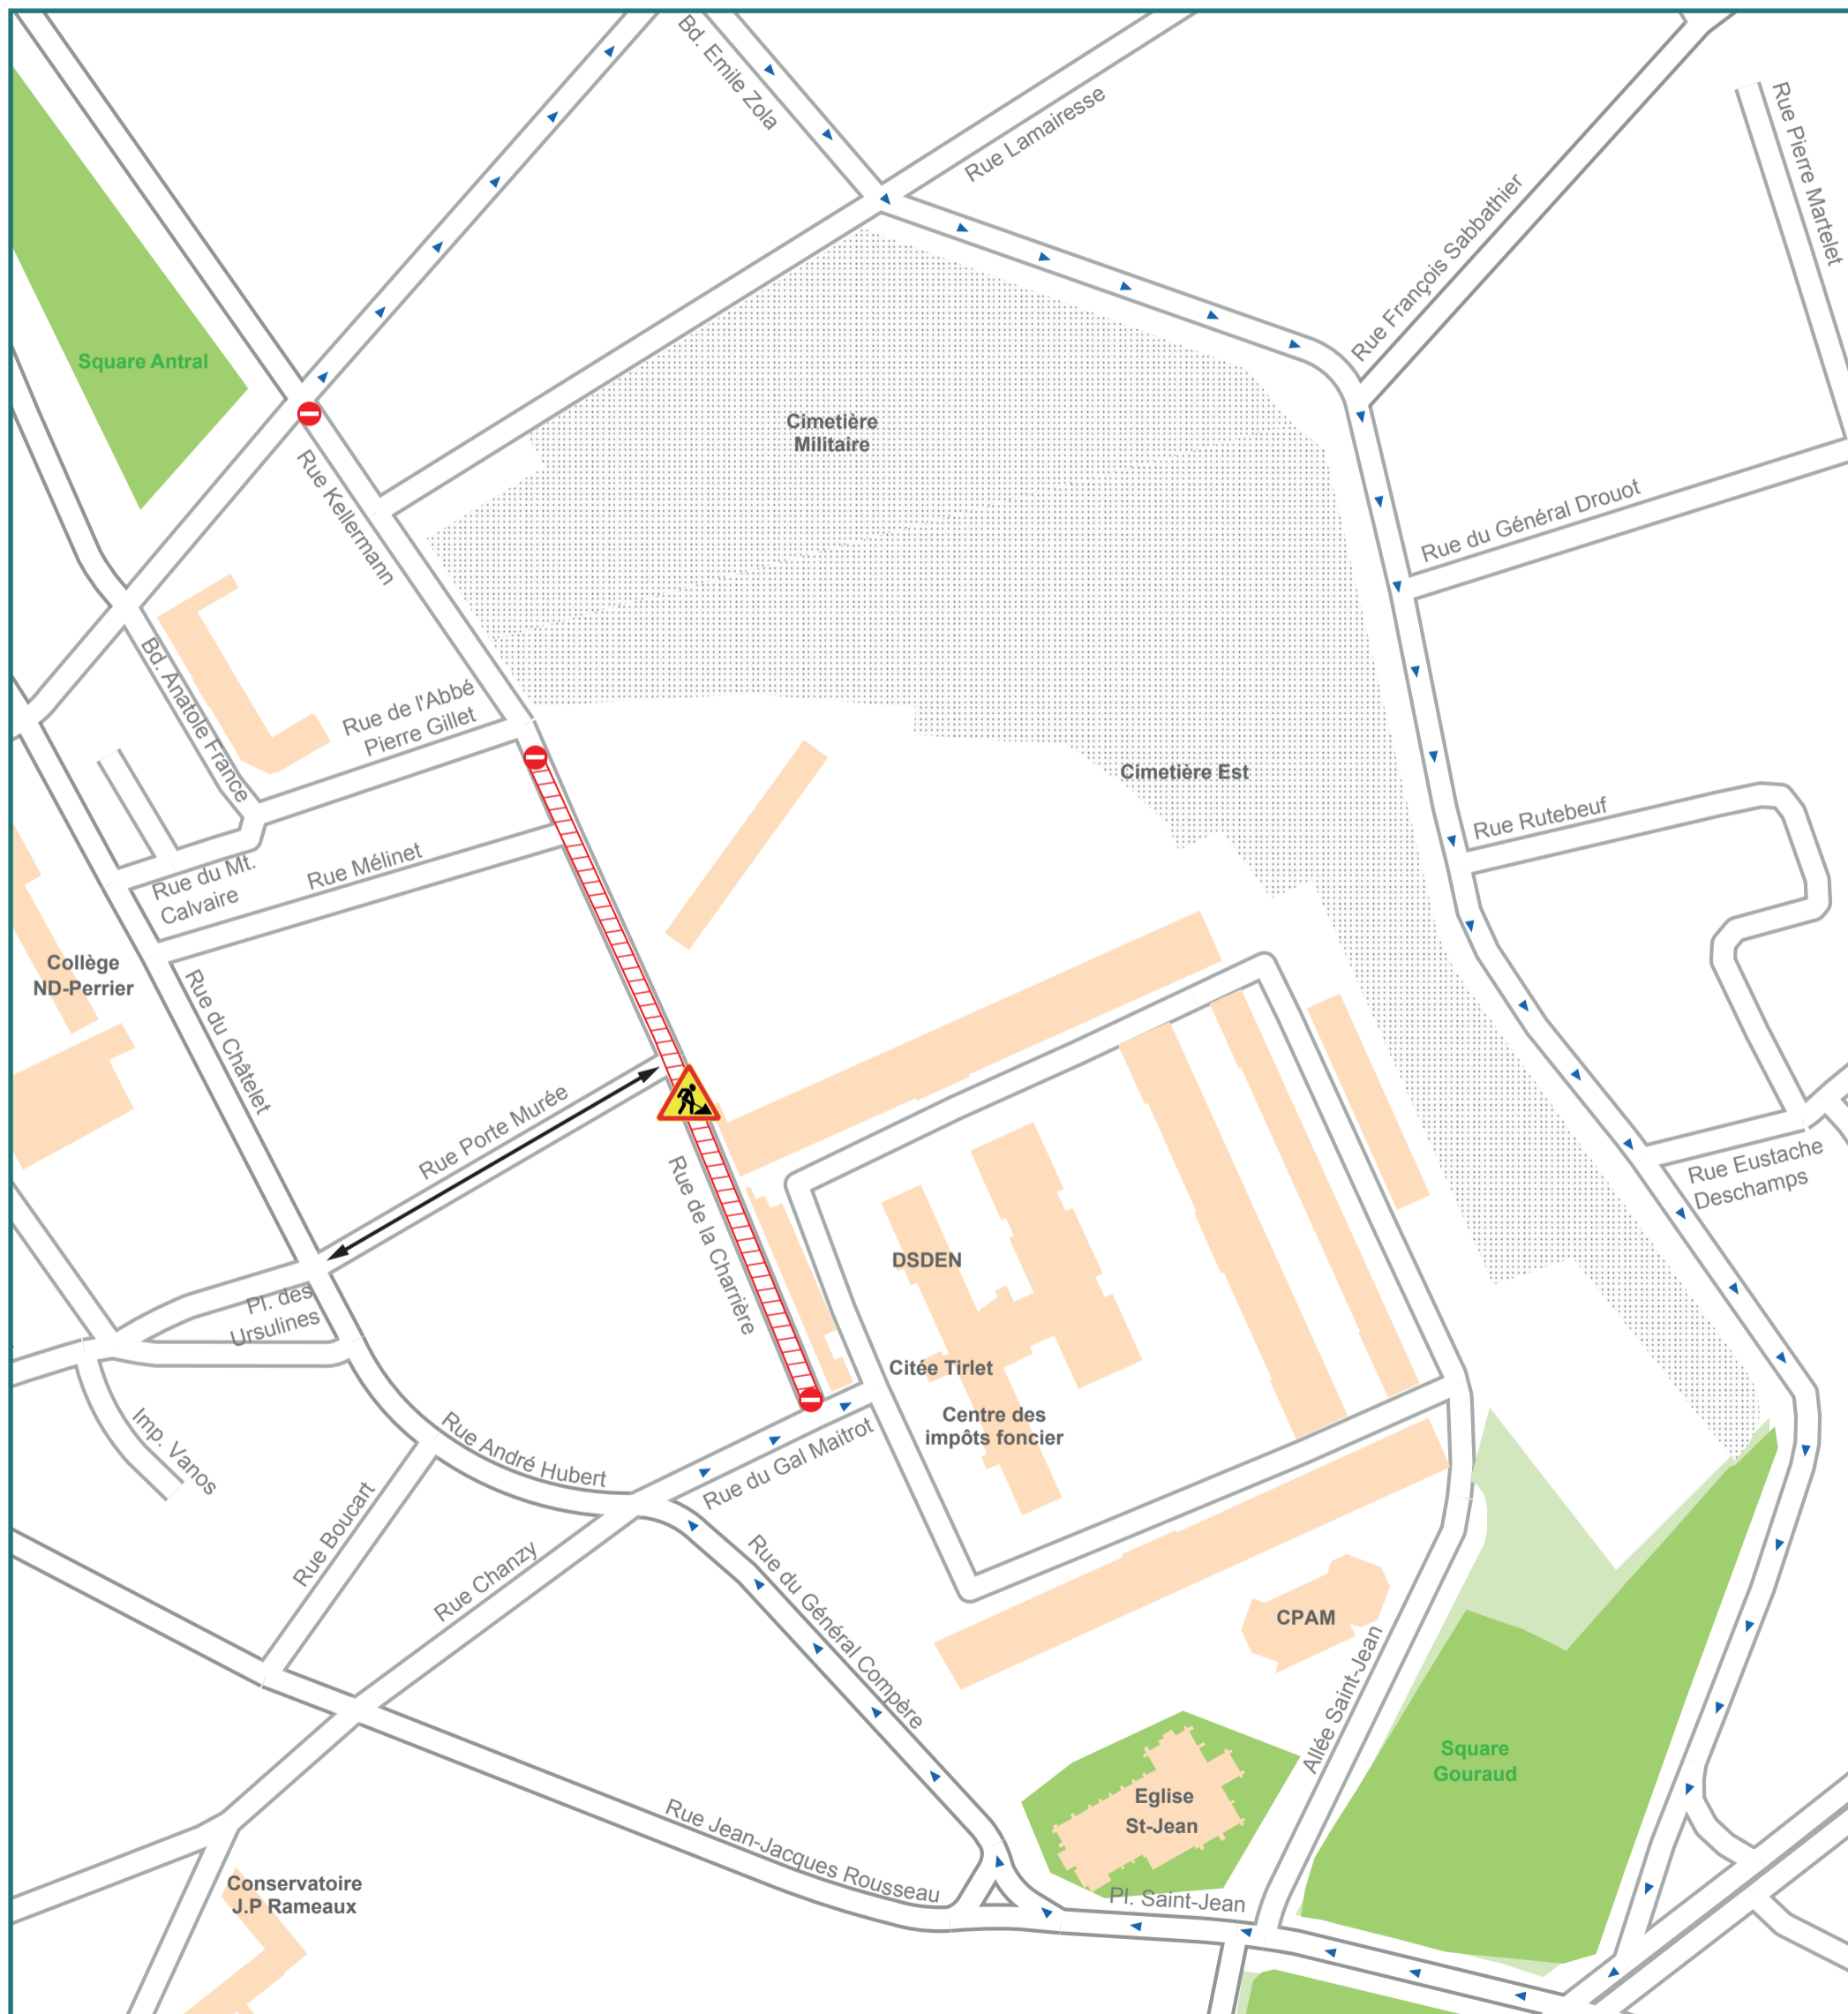 Bd. Emile Zola
Rue Lamairesse
Rue Pierre Martelet
Rue François Sabbathier
Square Antral
Cimetière
Militaire
Rue Kellermann
Rue du Général Drouot
Bd. Anatole France
Rue de l'Abbé
Pierre Gillet
Cimetière Est
Rue Rutebeuf
Rue du Mt.
Calvaire
Rue Mélinet
Collège
ND-Perrier
Rue du Châtelet
Rue Porte Murée
Rue de la Charrière
Rue Eustache
Deschamps
DSDEN
Pl. des
Ursulines
Citée Tirlet
Centre des
impôts foncier
Imp. Vanos
Rue André Hubert
Rue du Gal Maitrot
Rue Boucart
Rue Chanzy
Rue du Général Compère
CPAM
Allée Saint-Jean
Square
Gouraud
Eglise
St-Jean
Rue Jean-Jacques Rousseau
Pl. Saint-Jean
Conservatoire
J.P Rameaux